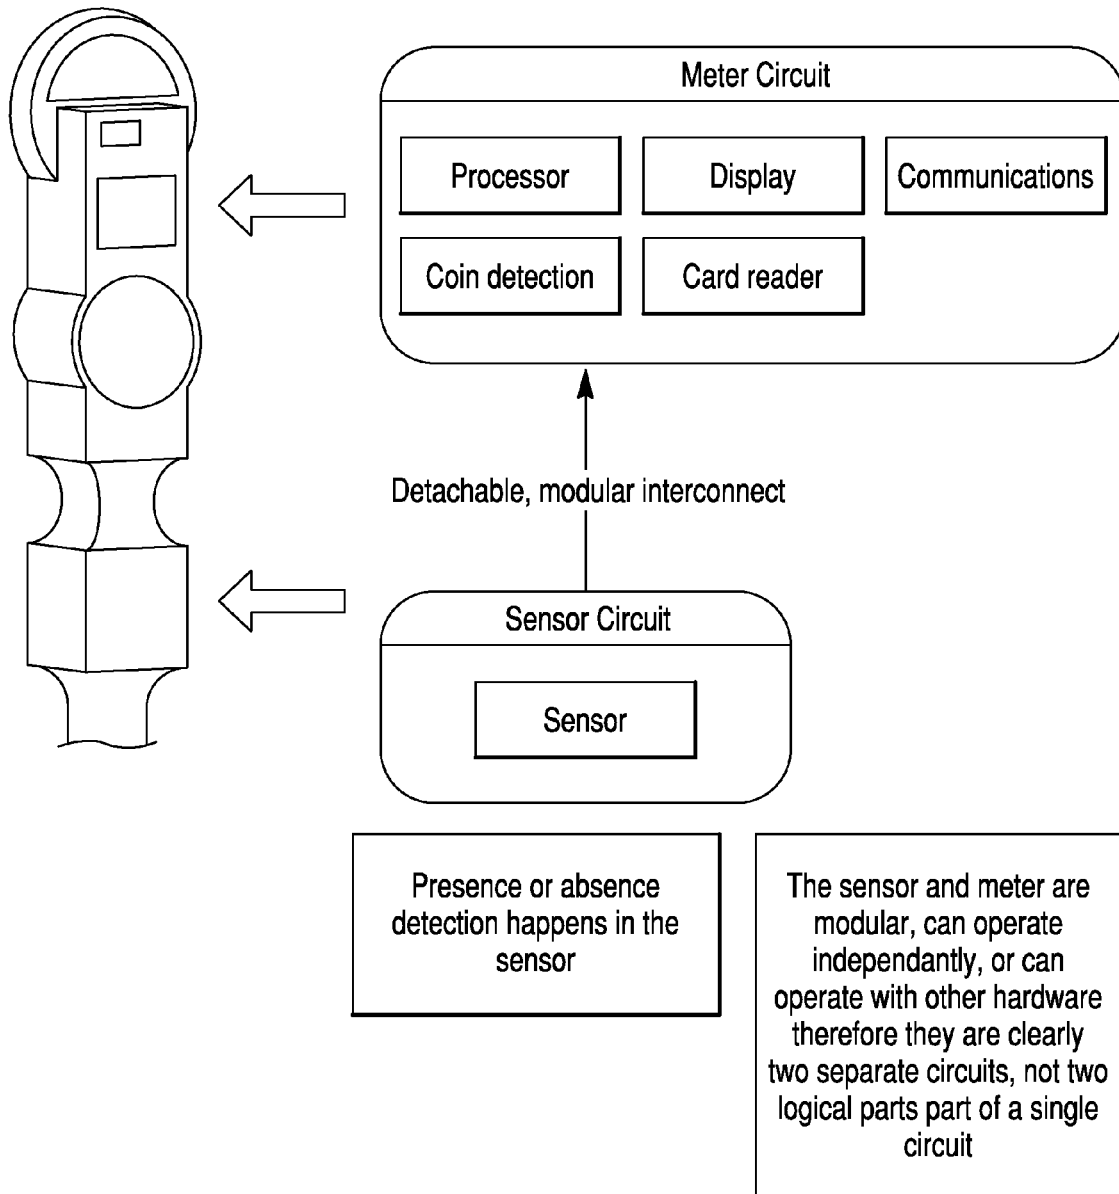 Meter Circuit
Processor
Display
Communications
Coin detection
Card reader
Detachable, modular interconnect
Sensor Circuit
Sensor
Presence or absence
detection happens in the
sensor
The sensor and meter are
modular, can operate
independantly, or can
operate with other hardware
therefore they are clearly
two separate circuits, not two
logical parts part of a single
circuit